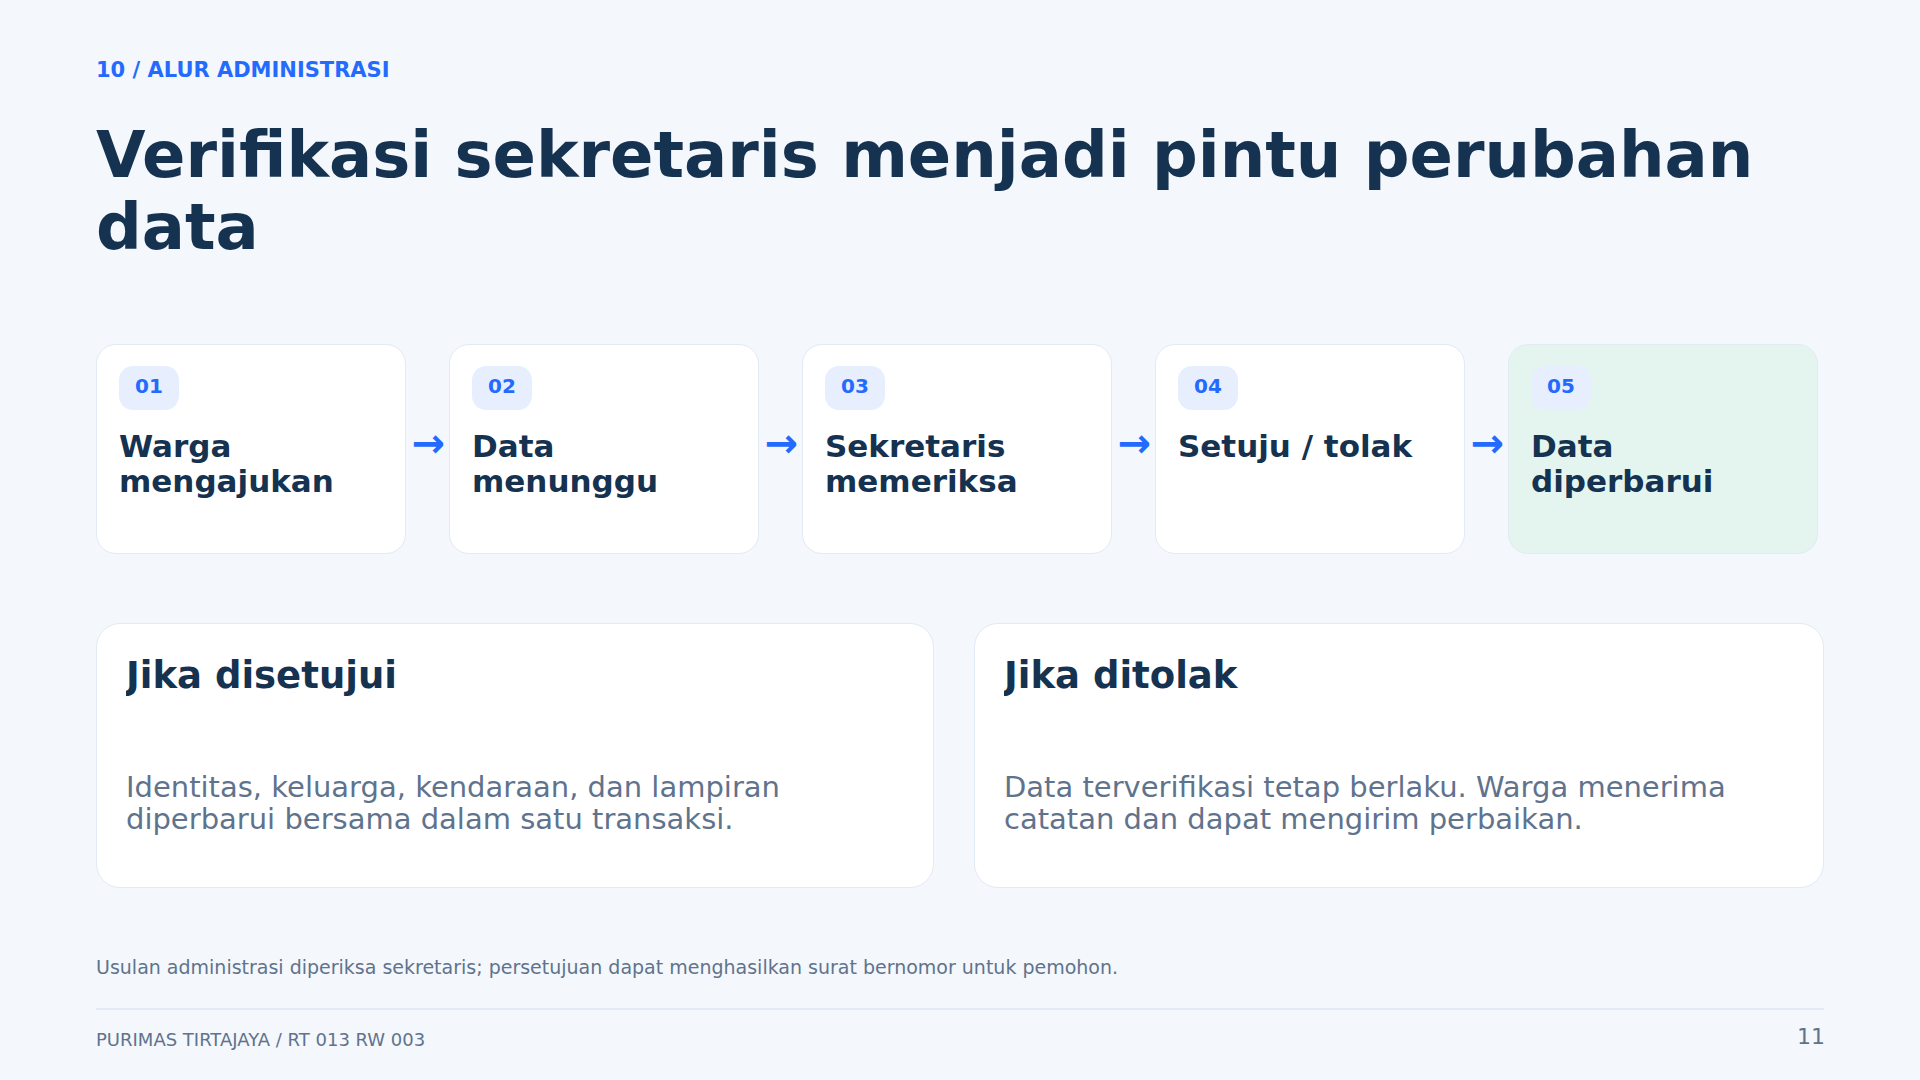 10 / ALUR ADMINISTRASI
Verifikasi sekretaris menjadi pintu perubahan
data
01
Warga
mengajukan
→
02
Data
menunggu
→
03
Sekretaris
memeriksa
→
04
Setuju / tolak
→
05
Data
diperbarui
Jika disetujui
Identitas, keluarga, kendaraan, dan lampiran
diperbarui bersama dalam satu transaksi.
Jika ditolak
Data terverifikasi tetap berlaku. Warga menerima
catatan dan dapat mengirim perbaikan.
Usulan administrasi diperiksa sekretaris; persetujuan dapat menghasilkan surat bernomor untuk pemohon.
PURIMAS TIRTAJAYA / RT 013 RW 003
11